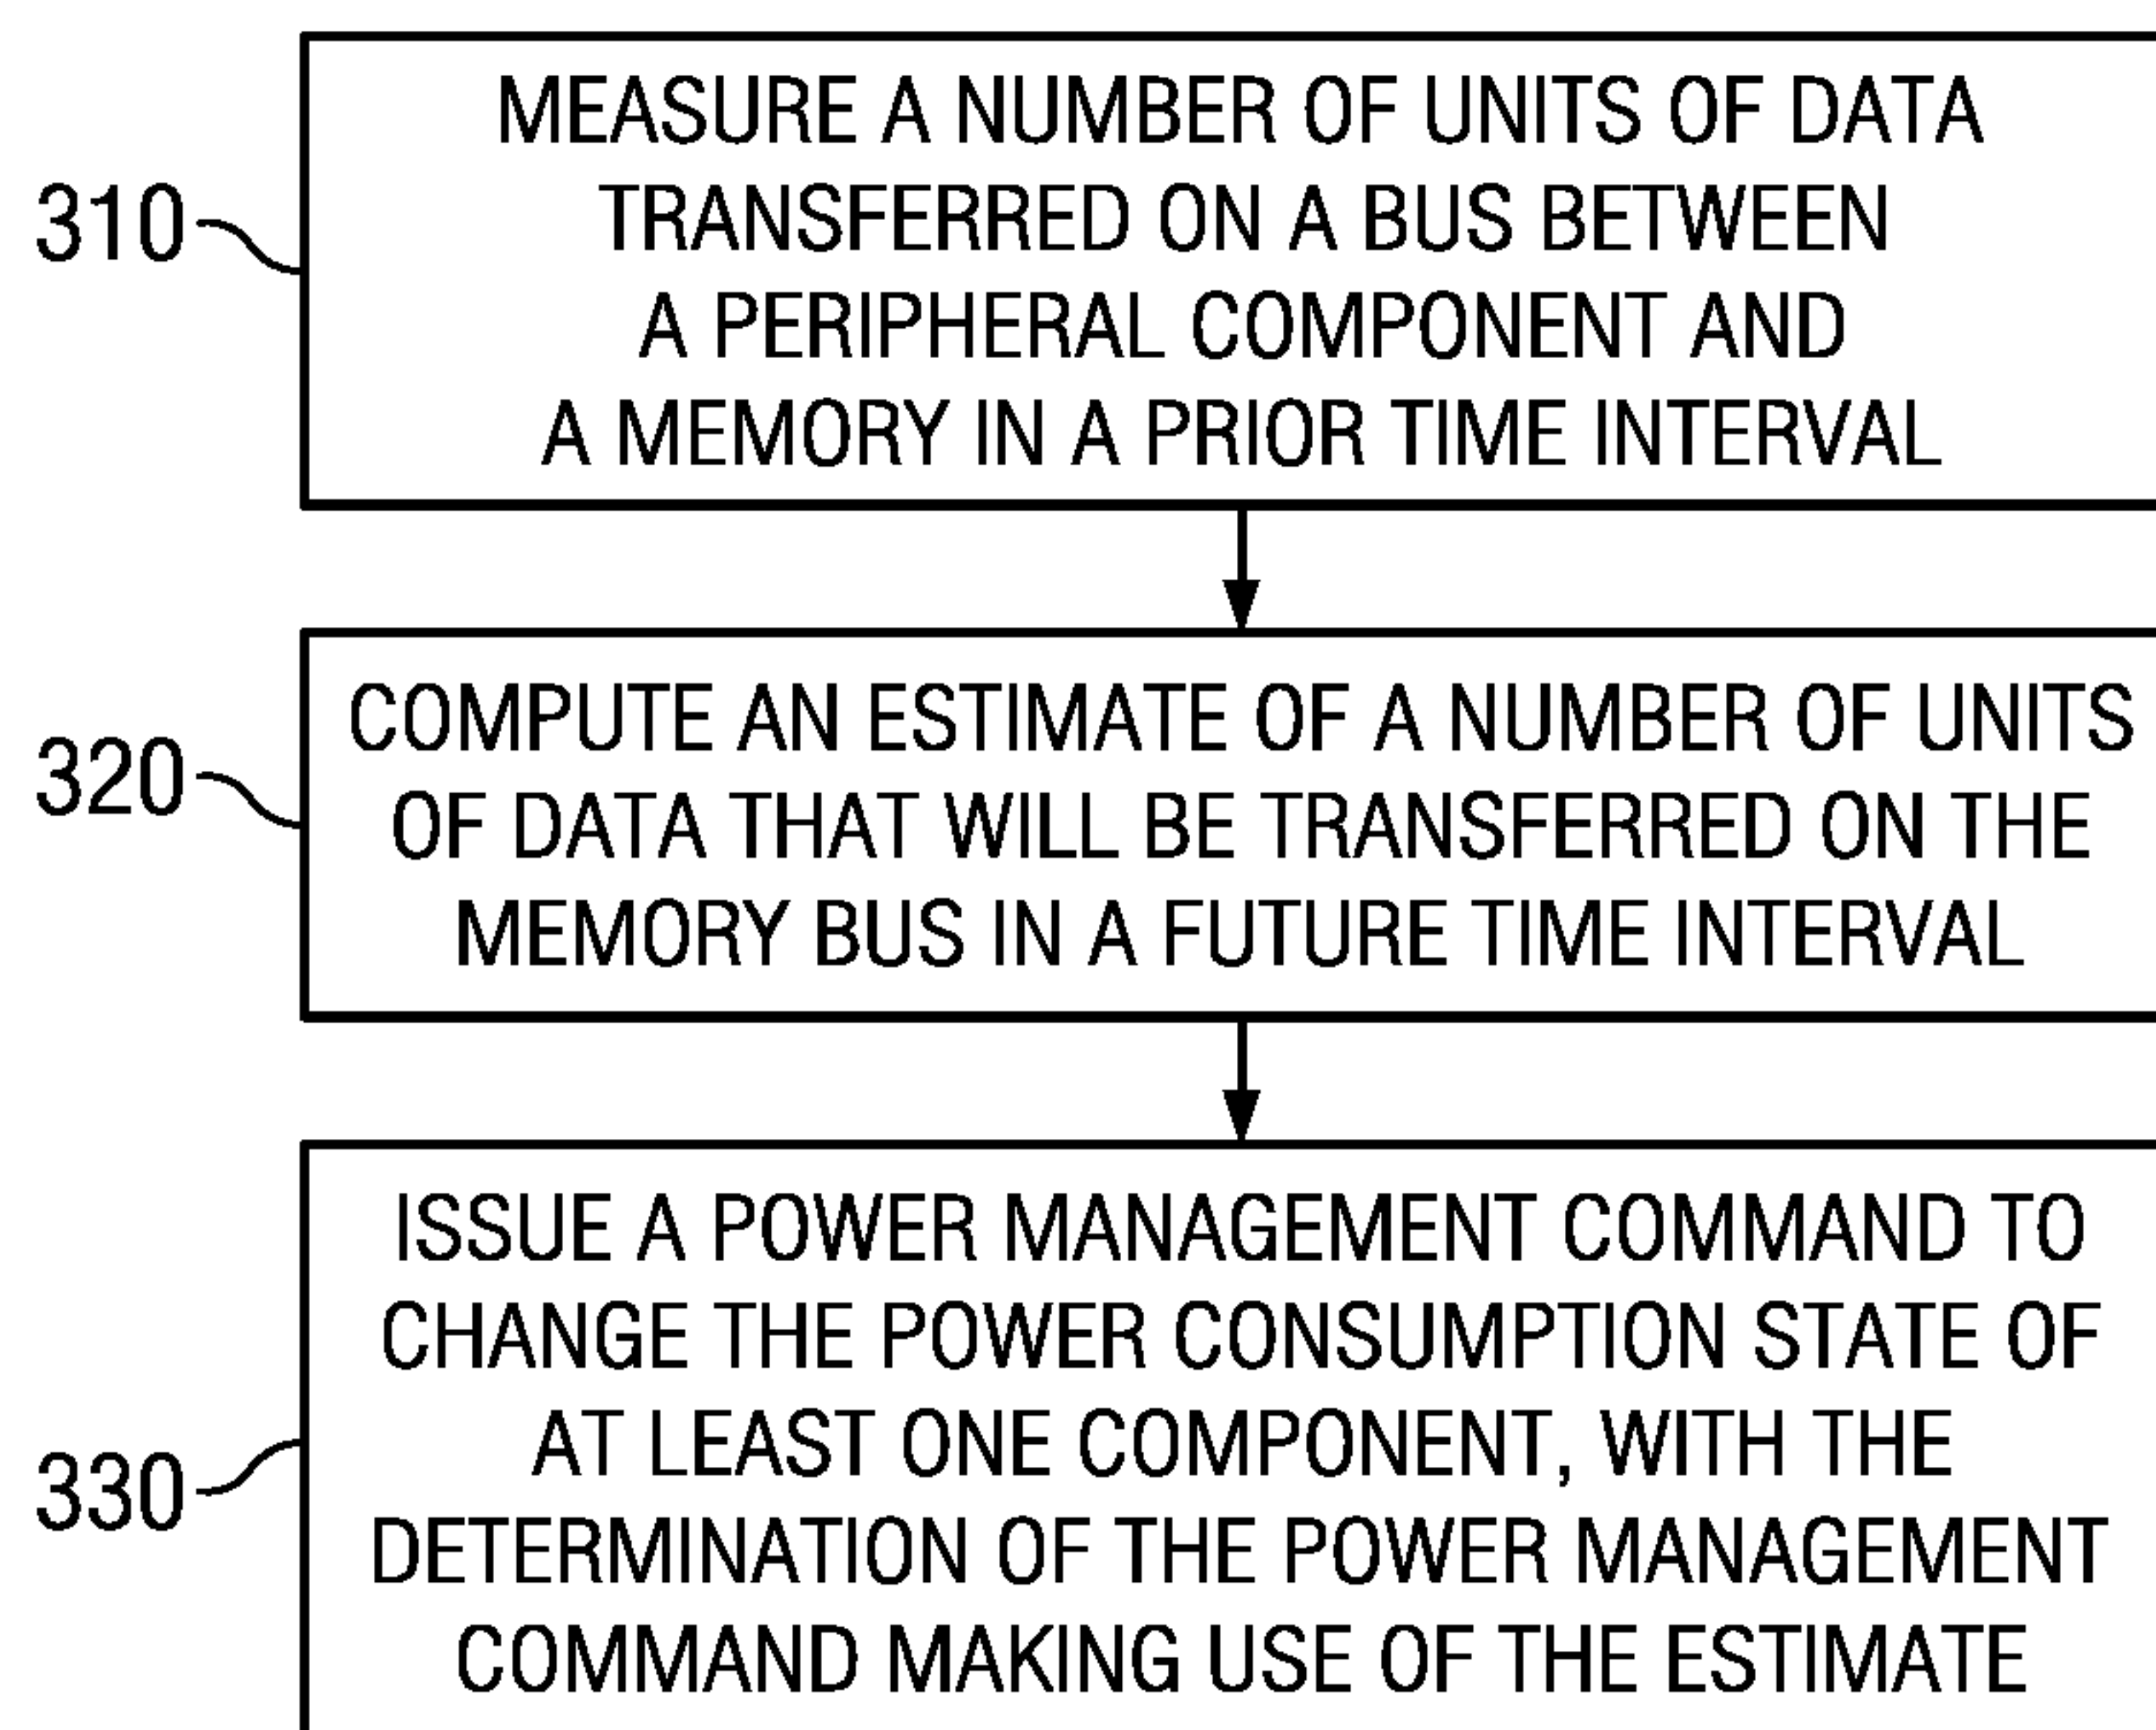 310
MEASURE A NUMBER OF UNITS OF DATA
TRANSFERRED ON A BUS BETWEEN
A PERIPHERAL COMPONENT AND
A MEMORY IN A PRIOR TIME INTERVAL
320
COMPUTE AN ESTIMATE OF A NUMBER OF UNITS
OF DATA THAT WILL BE TRANSFERRED ON THE
MEMORY BUS IN A FUTURE TIME INTERVAL
330
ISSUE A POWER MANAGEMENT COMMAND TO
CHANGE THE POWER CONSUMPTION STATE OF
AT LEAST ONE COMPONENT, WITH THE
DETERMINATION OF THE POWER MANAGEMENT
COMMAND MAKING USE OF THE ESTIMATE